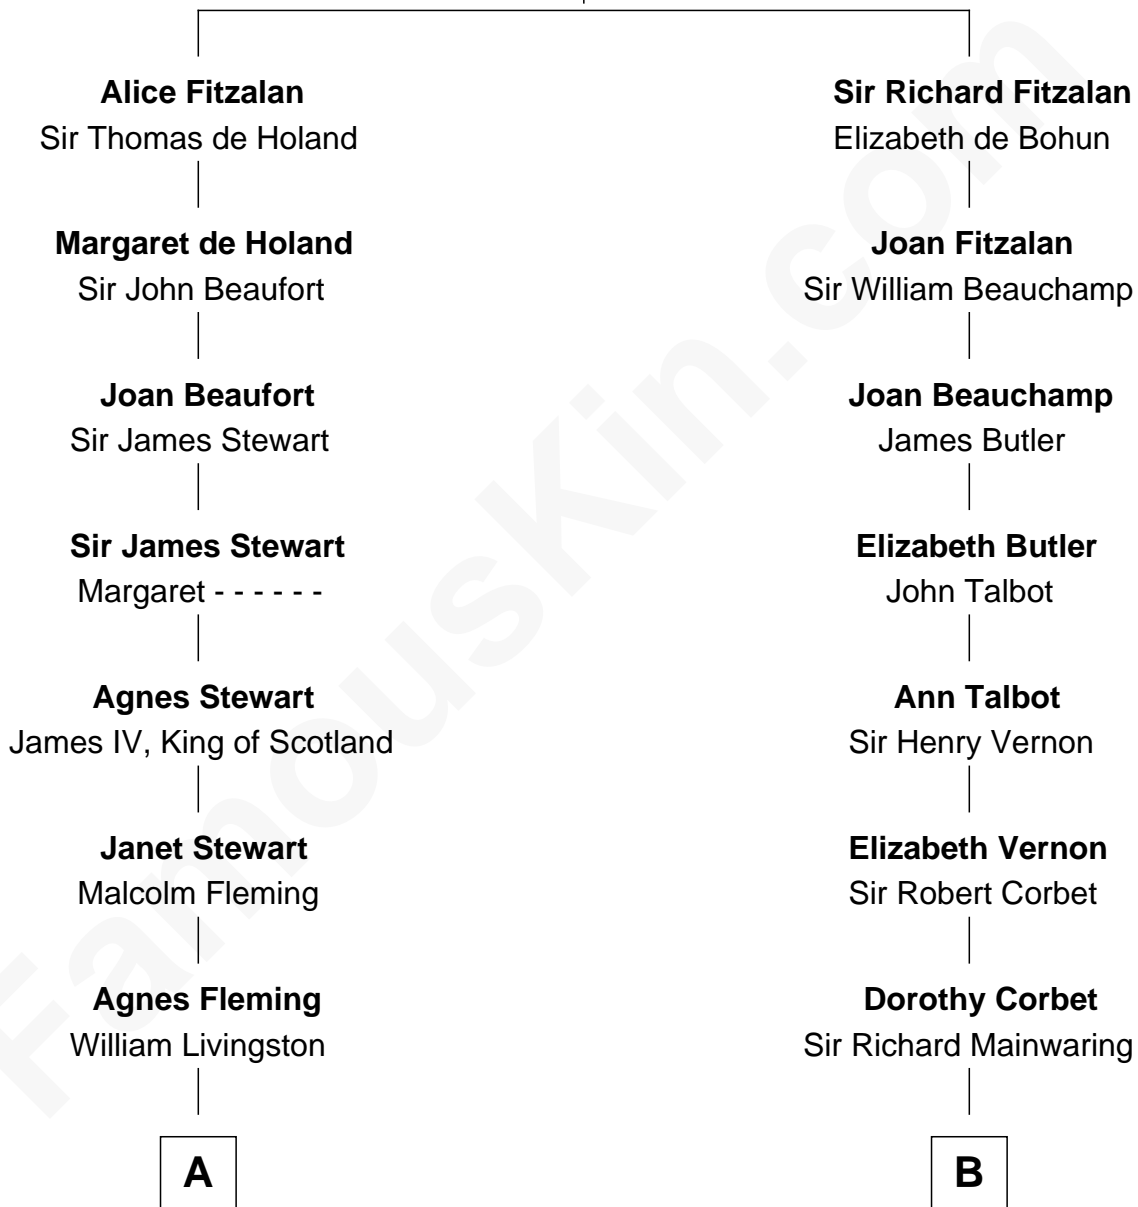 Alice Fitzalan
Sir Thomas de Holand
Margaret de Holand
Sir John Beaufort
Joan Beaufort
Sir James Stewart
Sir James Stewart
Margaret - - - - - -
Agnes Stewart
James IV, King of Scotland
Janet Stewart
Malcolm Fleming
Agnes Fleming
William Livingston
A
Sir Richard Fitzalan
Elizabeth de Bohun
Joan Fitzalan
Sir William Beauchamp
Joan Beauchamp
James Butler
Elizabeth Butler
John Talbot
Ann Talbot
Sir Henry Vernon
Elizabeth Vernon
Sir Robert Corbet
Dorothy Corbet
Sir Richard Mainwaring
B
FamousKin.com